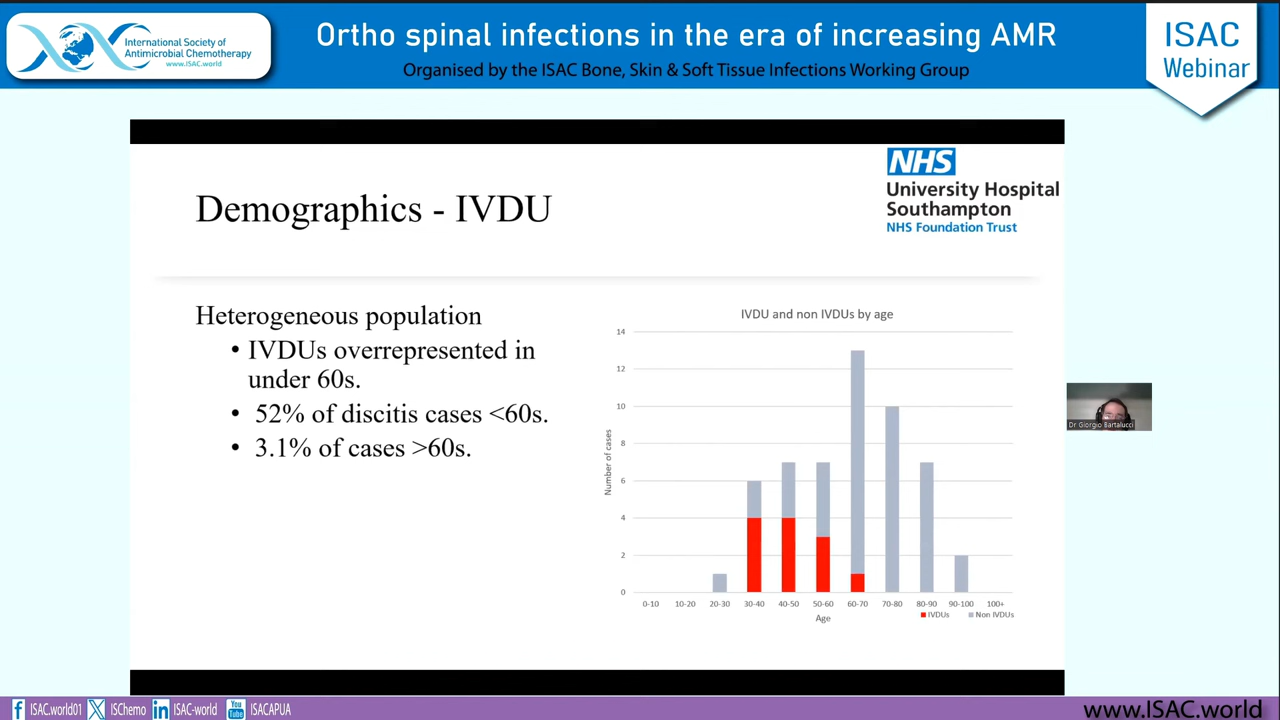 International Society of
Antimicrobial Chemotherapy
www.ISAC.world
Ortho spinal infections in the era of increasing AMR
Organised by the ISAC Bone, Skin & Soft Tissue Infections Working Group
ISAC
Webinar
Demographics - IVDU
NHS
University Hospital
Southampton
NHS Foundation Trust
Heterogeneous population
• IVDUs overrepresented in
under 60s.
• 52% of discitis cases <60s.
• 3.1% of cases >60s.
IVDU and non IVDUs by age
14
12
10
8
6
4
2
0
Number of cases
0-10 10-20 20-30 30-40 40-50 50-60 60-70 70-80 80-90 90-100 100+
Age
IVDUs Non IVDUs
Dr Giorgio Bartalucci
f ISAC.world01 X ISChemo in ISAC-world You Tube ISACAPUA
www.ISAC.world